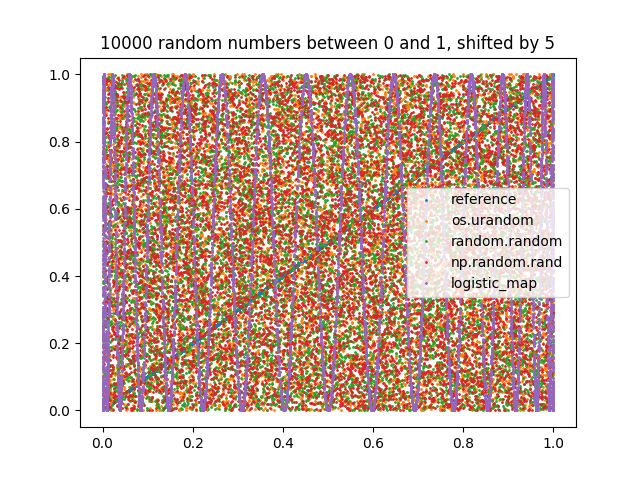 10000 random numbers between 0 and 1, shifted by 5
1.0
0.8
0.6
0.4
0.2
0.0
reference
os.urandom
random.random
np.random.rand
logistic_map
0.0 0.2 0.4 0.6 0.8 1.0